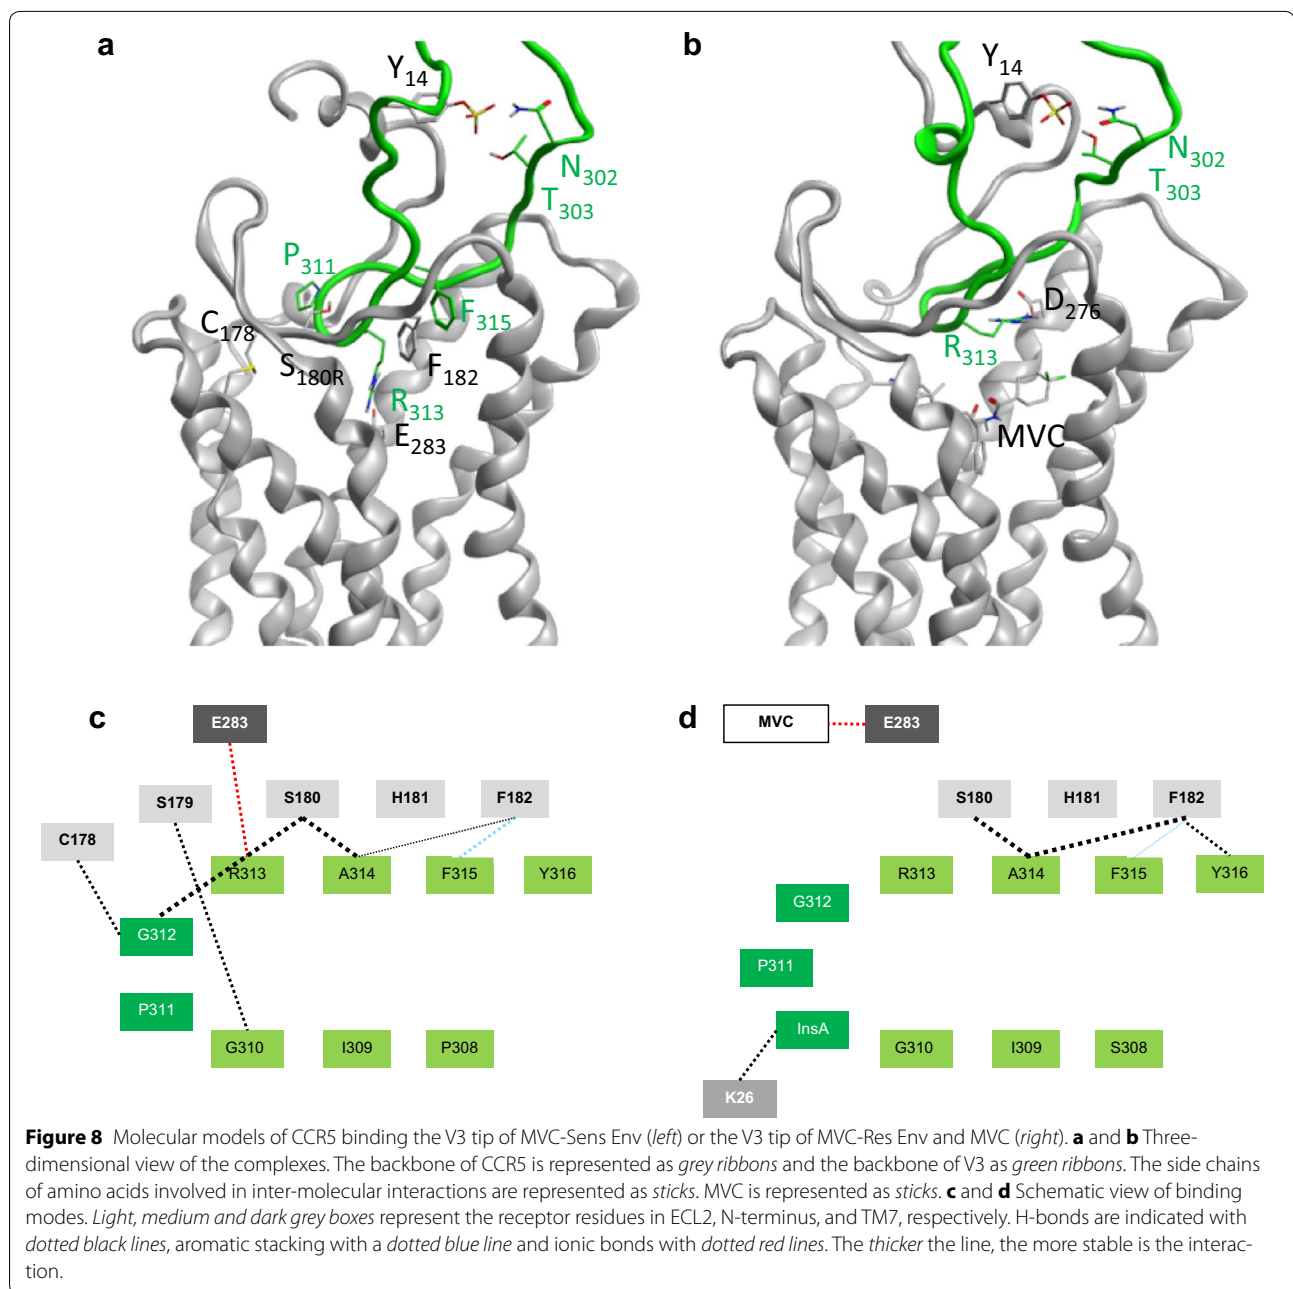 a
b
Y14
Y14
N302
T303
N302
T303
P311
C178
S180R
F315
F182
R313
E283
D276
R313
MVC
c
E283
d
MVC
E283
S179
S180
H181
F182
S180
H181
F182
C178
R313
A314
F315
Y316
R313
A314
F315
Y316
G312
G312
P311
P311
InsA
G310
I309
P308
G310
I309
S308
K26
Figure 8 Molecular models of CCR5 binding the V3 tip of MVC-Sens Env (left) or the V3 tip of MVC-Res Env and MVC (right). a and b Three-
dimensional view of the complexes. The backbone of CCR5 is represented as grey ribbons and the backbone of V3 as green ribbons. The side chains
of amino acids involved in inter-molecular interactions are represented as sticks. MVC is represented as sticks. c and d Schematic view of binding
modes. Light, medium and dark grey boxes represent the receptor residues in ECL2, N-terminus, and TM7, respectively. H-bonds are indicated with
dotted black lines, aromatic stacking with a dotted blue line and ionic bonds with dotted red lines. The thicker the line, the more stable is the interac-
tion.